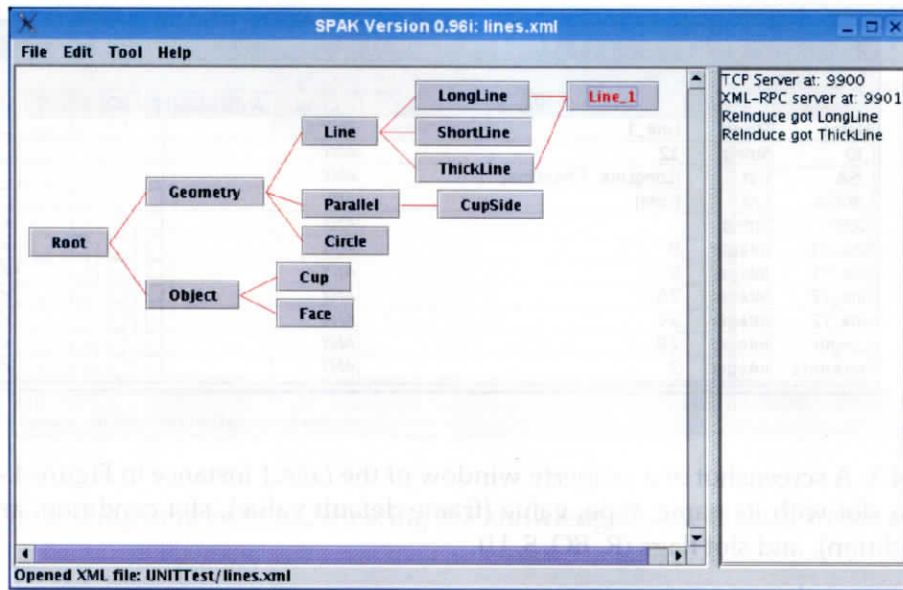 SPAK Version 0.96i: lines.xml
File Edit Tool Help
LongLine
Line_1
Line
ShortLine
ThickLine
Geometry
Parallel
CupSide
Root
Circle
Object
Cup
Face
TCP Server at: 9900
XML-RPC server at: 9901
ReInduce got LongLine
ReInduce got ThickLine
Opened XML file: UNITTest/lines.xml